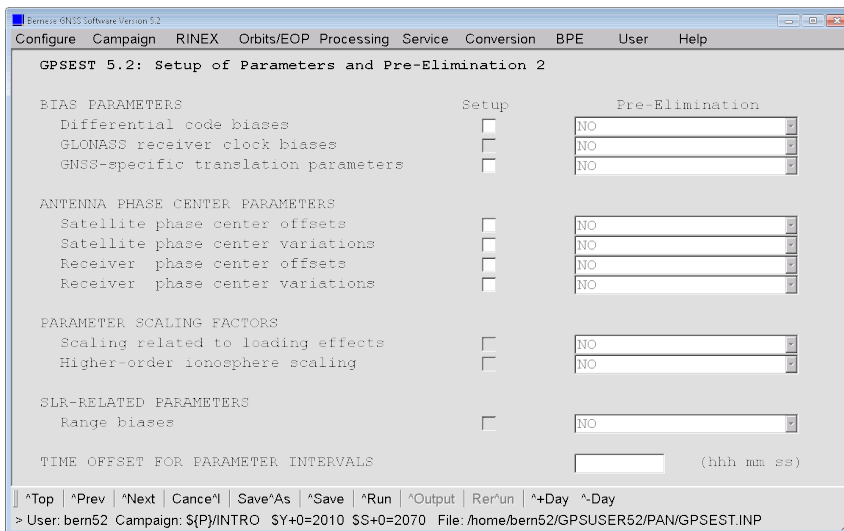 Bernese GNSS Software Version 5.2
Configure Campaign RINEX Orbits/EOP Processing Service Conversion BPE User Help
GPSEST 5.2: Setup of Parameters and Pre-Elimination 2
BIAS PARAMETERS Setup Pre-Elimination
Differential code biases NO
GLONASS receiver clock biases NO
GNSS-specific translation parameters NO
ANTENNA PHASE CENTER PARAMETERS
Satellite phase center offsets NO
Satellite phase center variations NO
Receiver phase center offsets NO
Receiver phase center variations NO
PARAMETER SCALING FACTORS
Scaling related to loading effects NO
Higher-order ionosphere scaling NO
SLR-RELATED PARAMETERS
Range biases NO
TIME OFFSET FOR PARAMETER INTERVALS (hhh mm ss)
^Top | ^Prev | ^Next | Cance^l | Save^As | ^Save | ^Run | ^Output | Rer^un | ^+Day ^-Day
> User: bern52 Campaign: ${P}/INTRO $Y+0=2010 $S+0=2070 File: /home/bern52/GPSUSER52/PAN/GPSEST.INP